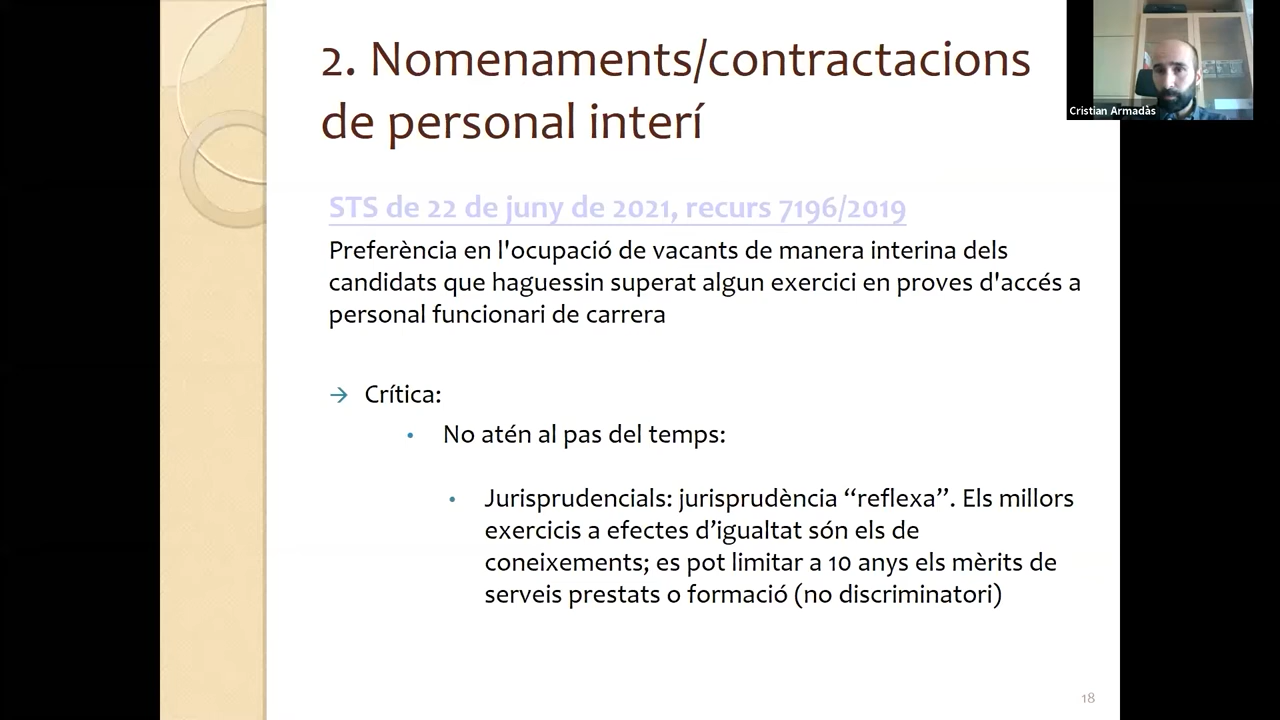 2. Nomenaments/contractacions
de personal interí
Cristian Armadàs
STS de 22 de juny de 2021, recurs 7196/2019
Preferència en l'ocupació de vacants de manera interina dels
candidats que haguessin superat algun exercici en proves d'accés a
personal funcionari de carrera
→ Crítica:
• No atén al pas del temps:
• Jurisprudencials: jurisprudència “reflexa”. Els millors
exercicis a efectes d’igualtat són els de
coneixements; es pot limitar a 10 anys els mèrits de
serveis prestats o formació (no discriminatori)
18